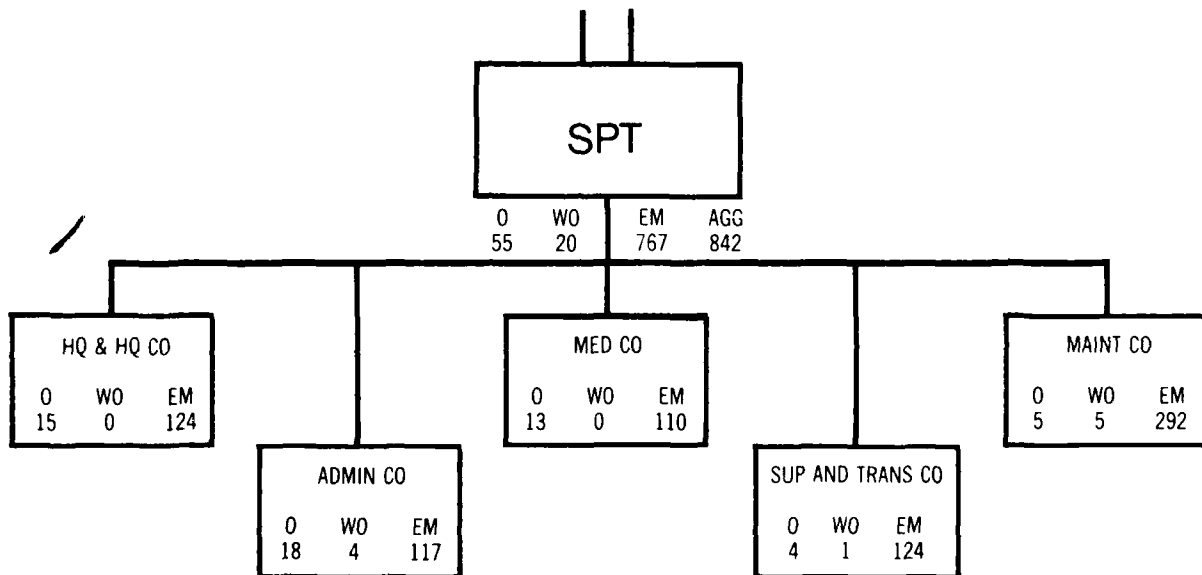 SPT
O WO EM AGG
55 20 767 842
HQ & HQ CO
O WO EM
15 0 124
MED CO
O WO EM
13 0 110
MAINT CO
O WO EM
5 5 292
ADMIN CO
O WO EM
18 4 117
SUP AND TRANS CO
O WO EM
4 1 124